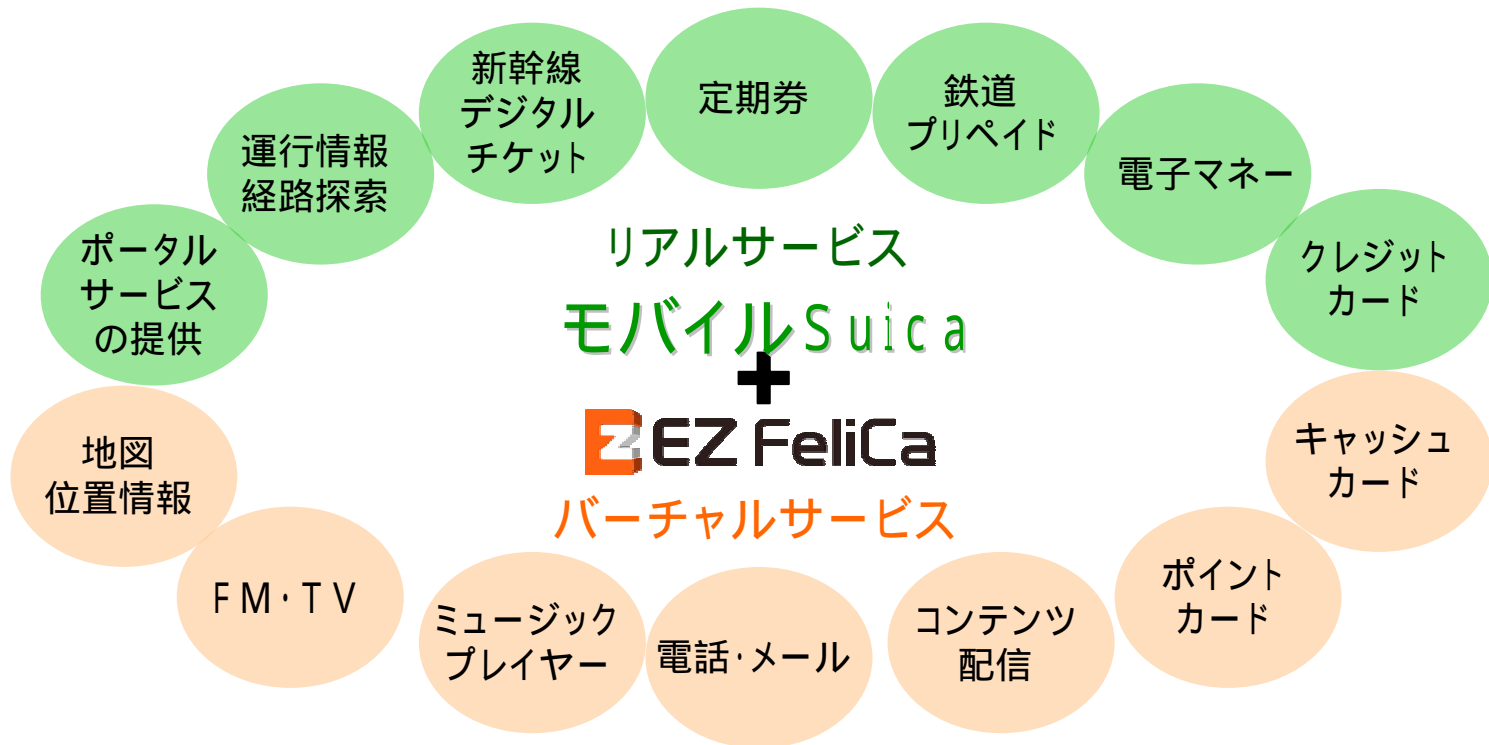 新幹線
デジタル
チケット
定期券
鉄道
プリペイド
運行情報
経路探索
電子マネー
ポータル
サービス
の提供
クレジット
カード
リアルサービス
モバイルSuica
+
EZ FeliCa
バーチャルサービス
地図
位置情報
キャッシュ
カード
FM・TV
ポイント
カード
ミュージック
プレイヤー
電話・メール
コンテンツ
配信